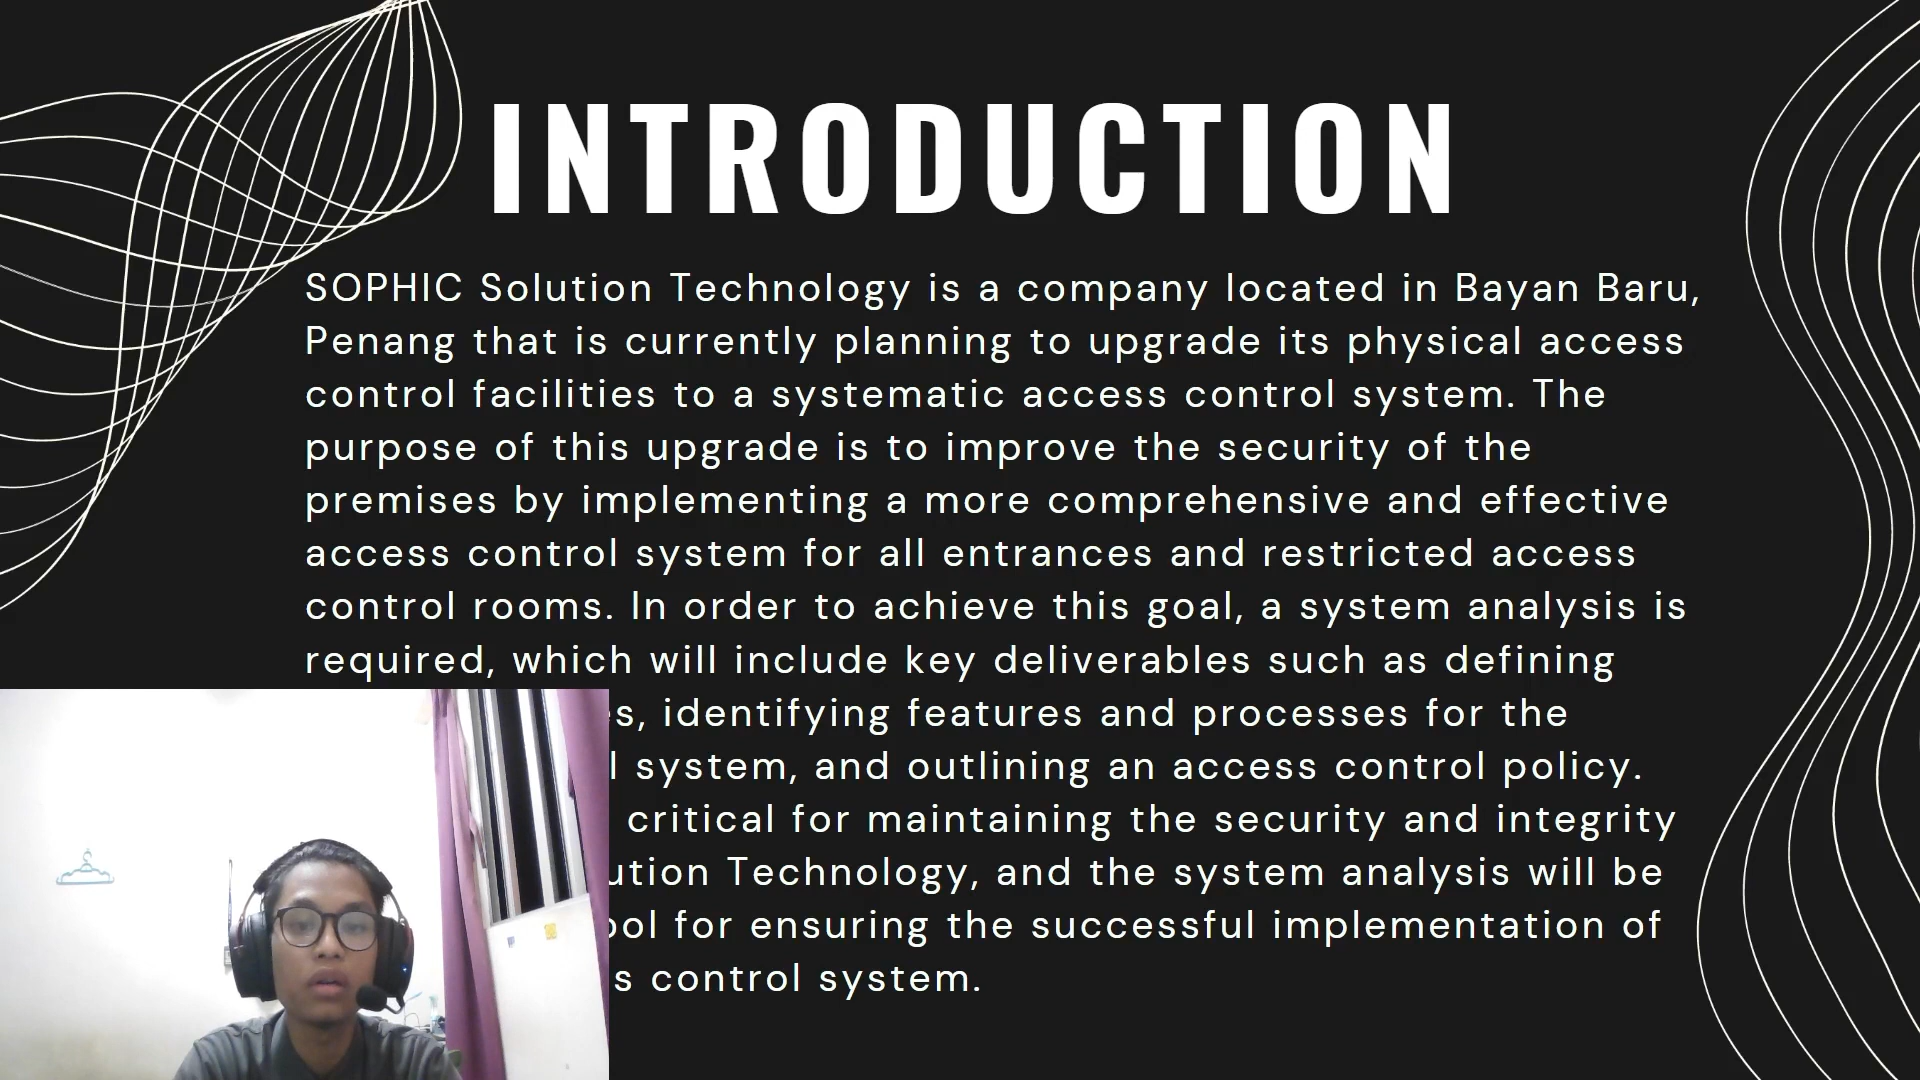 INTRODUCTION
SOPHIC Solution Technology is a company located in Bayan Baru,
Penang that is currently planning to upgrade its physical access
control facilities to a systematic access control system. The
purpose of this upgrade is to improve the security of the
premises by implementing a more comprehensive and effective
access control system for all entrances and restricted access
control rooms. In order to achieve this goal, a system analysis is
required, which will include key deliverables such as defining
identifying features and processes for the
system, and outlining an access control policy.
critical for maintaining the security and integrity
Technology, and the system analysis will be
for ensuring the successful implementation of
control system.